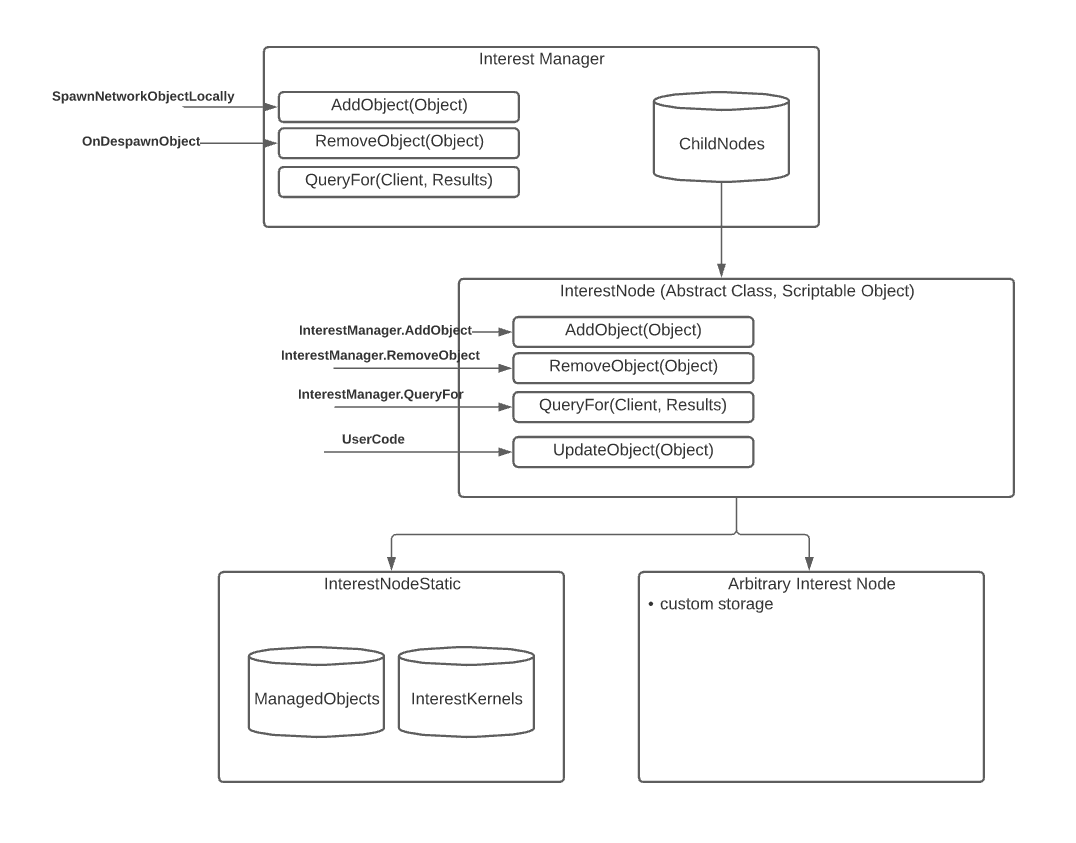 Interest Manager
SpawnNetworkObjectLocally
AddObject(Object)
OnDespawnObject
RemoveObject(Object)
QueryFor(Client, Results)
ChildNodes
InterestNode (Abstract Class, Scriptable Object)
InterestManager.AddObject
AddObject(Object)
InterestManager.RemoveObject
RemoveObject(Object)
InterestManager.QueryFor
QueryFor(Client, Results)
UserCode
UpdateObject(Object)
InterestNodeStatic
ManagedObjects
InterestKernels
Arbitrary Interest Node
• custom storage